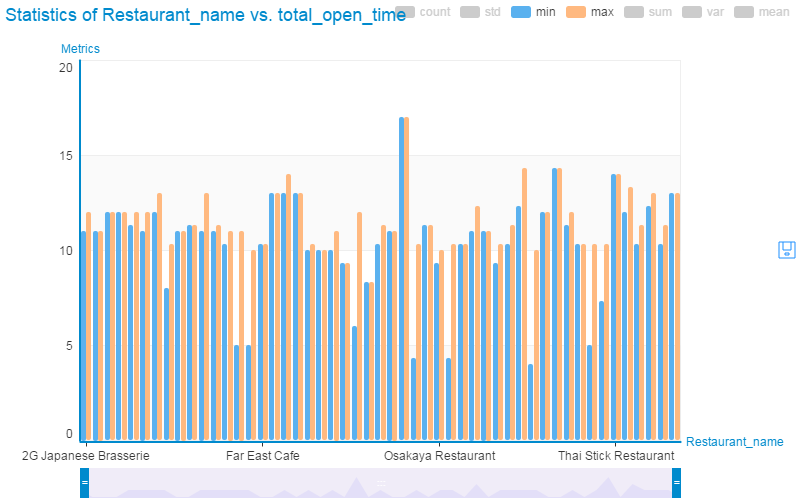 Statistics of Restaurant_name vs. total_open_time
count std min max sum var mean
Metrics
20
15
10
5
0
Restaurant_name
2G Japanese Brasserie Far East Cafe Osakaya Restaurant Thai Stick Restaurant